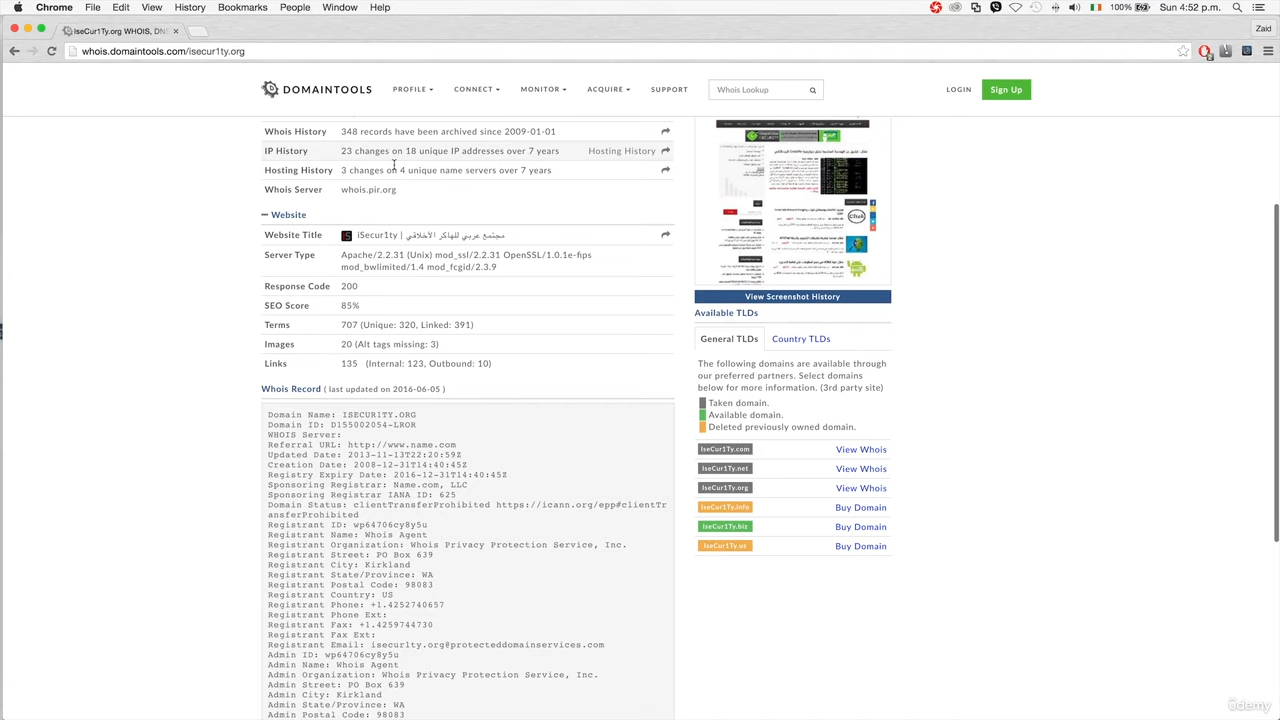 Chrome File Edit View History Bookmarks People Window Help 100% Sun 4:52 p.m.
IseCur1Ty.org WHOIS, DN Zaid
whois.domaintools.com/isecur1ty.org
DOMAINTOOLS PROFILE CONNECT MONITOR ACQUIRE SUPPORT Whois Lookup LOGIN Sign Up
Whois History 348 records have been archived since 2009-01-01
IP History 23 changes on 18 unique IP addresses over 7 years Hosting History
on 4 unique name servers over 7 years
Whois Server whois.pir.org
Website
Website Title مجتمع عربي للهاكر الأخلا
Server Type Apache/2.2.31 (Unix) mod_ssl/2.2.31 OpenSSL/1.0.1e-fips
Response Code 200
SEO Score 85%
Terms 707 (Unique: 320, Linked: 391)
Images 20 (Alt tags missing: 3)
Links 135 (Internal: 123, Outbound: 10)
Whois Record ( last updated on 2016-06-05 )
Domain Name: ISECUR1TY.ORG
Domain ID: D155002054-LROR
WHOIS Server:
Referral URL: http://www.name.com
Updated Date: 2013-11-13T22:20:59Z
Creation Date: 2008-12-31T14:40:45Z
Registry Expiry Date: 2016-12-31T14:40:45Z
Sponsoring Registrar: Name.com, LLC
Sponsoring Registrar IANA ID: 625
Domain Status: clientTransferProhibited https://icann.org/epp#clientTr
ansferProhibited
Registrant ID: wp64706cy8y5u
Registrant Name: Whois Agent
Registrant Organization: Whois Privacy Protection Service, Inc.
Registrant Street: PO Box 639
Registrant City: Kirkland
Registrant State/Province: WA
Registrant Postal Code: 98083
Registrant Country: US
Registrant Phone: +1.4252740657
Registrant Phone Ext:
Registrant Fax: +1.4259744730
Registrant Fax Ext:
Registrant Email: isecur1ty.org@protecteddomainservices.com
Admin ID: wp64706cy8y5u
Admin Name: Whois Agent
Admin Organization: Whois Privacy Protection Service, Inc.
Admin Street: PO Box 639
Admin City: Kirkland
Admin State/Province: WA
Admin Postal Code: 98083
View Screenshot History
Available TLDs
General TLDs Country TLDs
The following domains are available through
our preferred partners. Select domains
below for more information. (3rd party site)
Taken domain.
Available domain.
Deleted previously owned domain.
IseCur1Ty.com View Whois
IseCur1Ty.net View Whois
IseCur1Ty.org View Whois
IseCur1Ty.info Buy Domain
IseCur1Ty.biz Buy Domain
IseCur1Ty.us Buy Domain
ûdemy